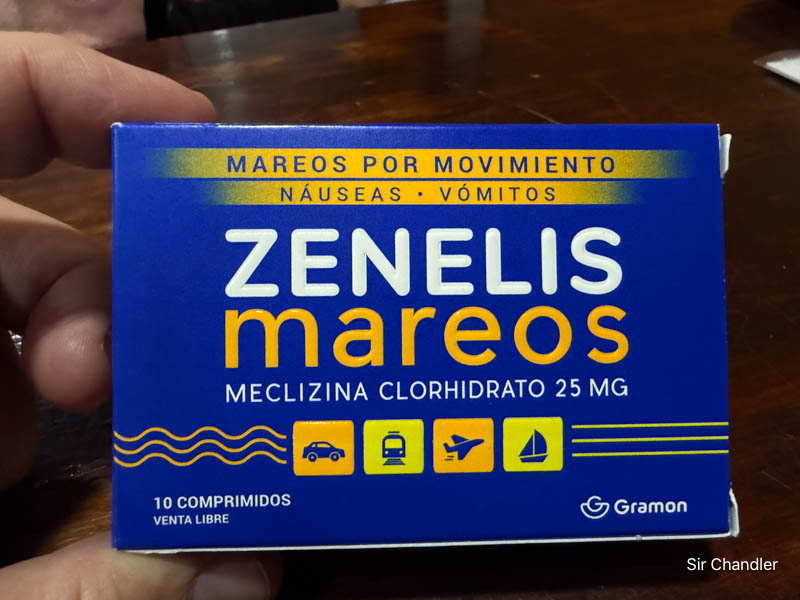 MAREOS POR MOVIMIENTO
NÁUSEAS • VÓMITOS
ZENELIS
mareos
MECLIZINA CLORHIDRATO 25 MG
10 COMPRIMIDOS
VENTA LIBRE
Gramon
Sir Chandler